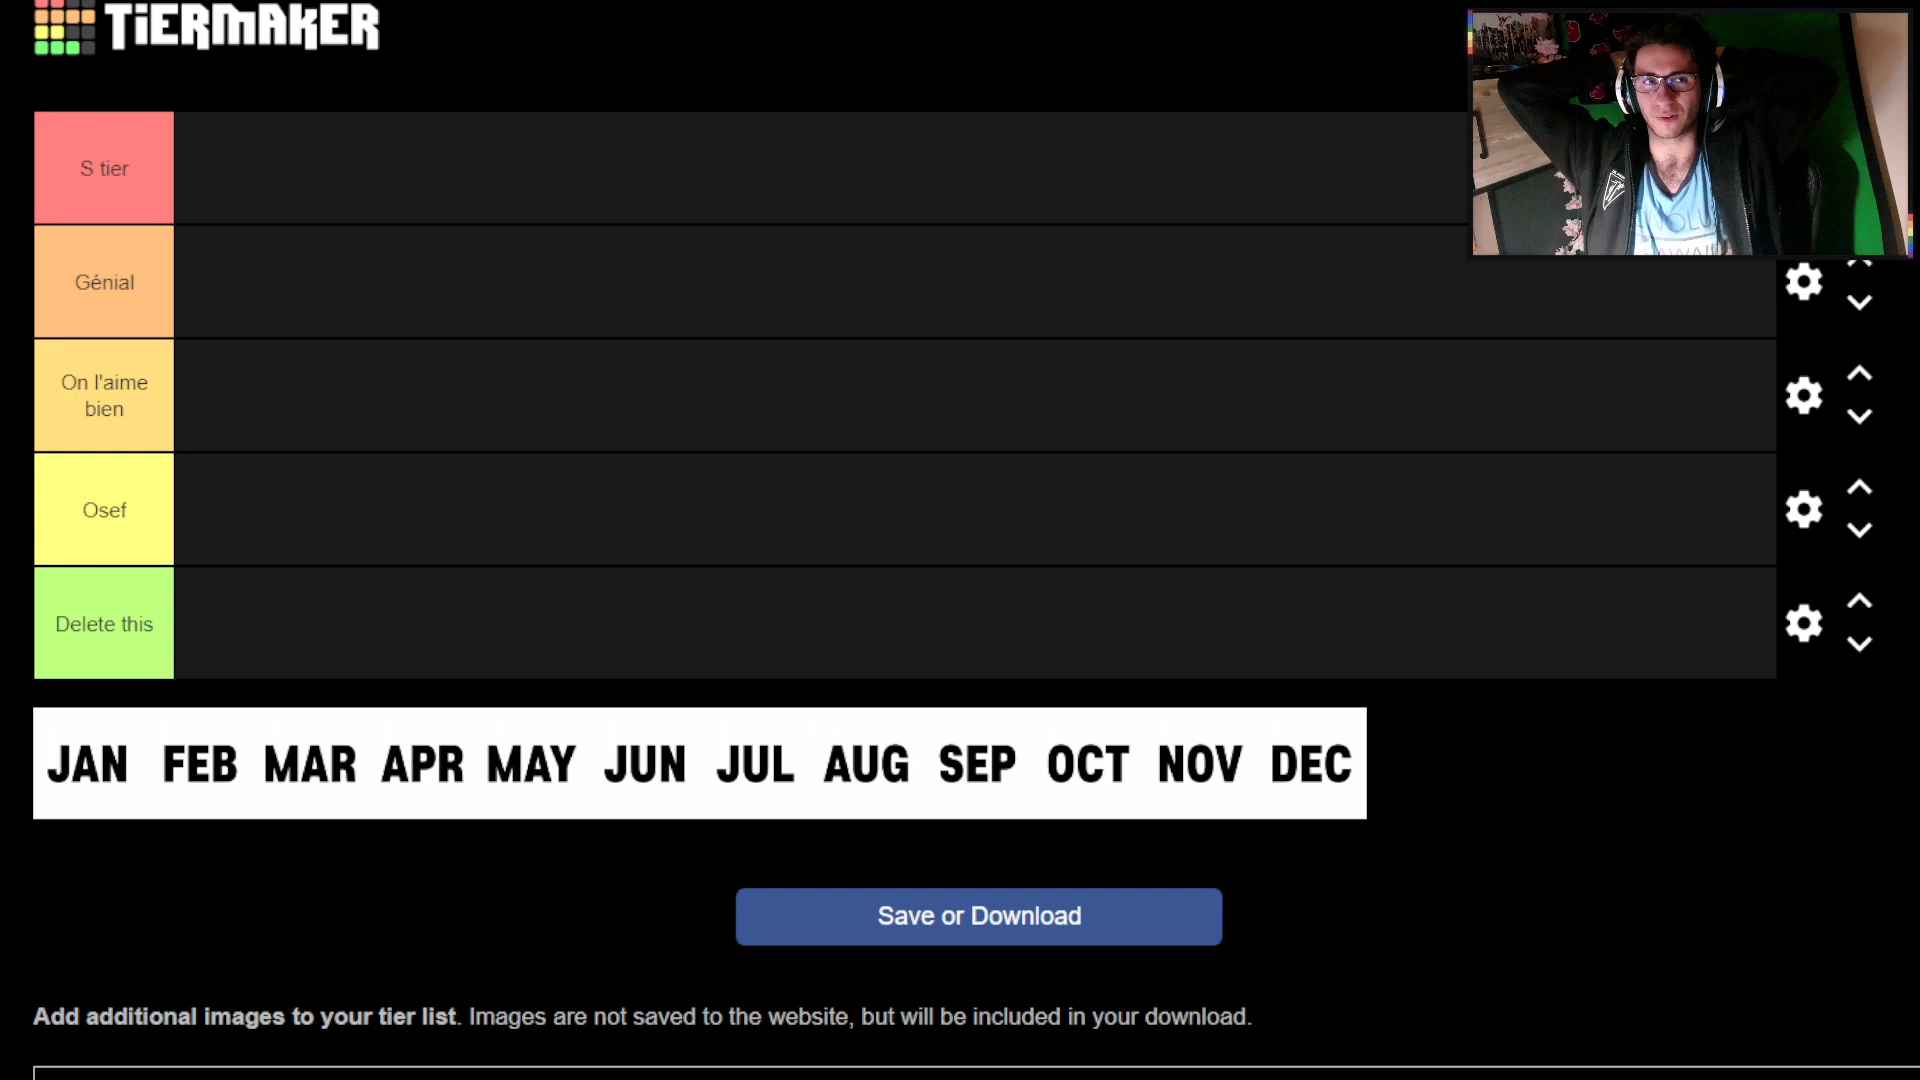 TiERMAKER
S tier
Génial
On l'aime
bien
Osef
Delete this
JAN FEB MAR APR MAY JUN JUL AUG SEP OCT NOV DEC
Save or Download
Add additional images to your tier list. Images are not saved to the website, but will be included in your download.